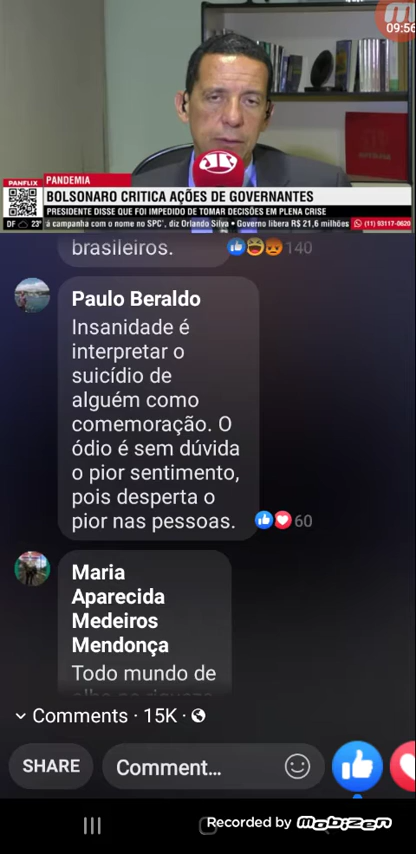 09:56
PANFLIX
PANDEMIA
BOLSONARO CRITICA AÇÕES DE GOVERNANTES
PRESIDENTE DISSE QUE FOI IMPEDIDO DE TOMAR DECISÕES EM PLENA CRISE
DF 23° a campanha com o nome no SPC', diz Orlando Silva • Governo libera R$ 21,6 milhões (11) 93117-0620
brasileiros.
140
Paulo Beraldo
Insanidade é
interpretar o
suicídio de
alguém como
comemoração. O
ódio é sem dúvida
o pior sentimento,
pois desperta o
pior nas pessoas.
60
Maria
Aparecida
Medeiros
Mendonça
Todo mundo de
Comments · 15K ·
SHARE
Comment...
Recorded by mobizen